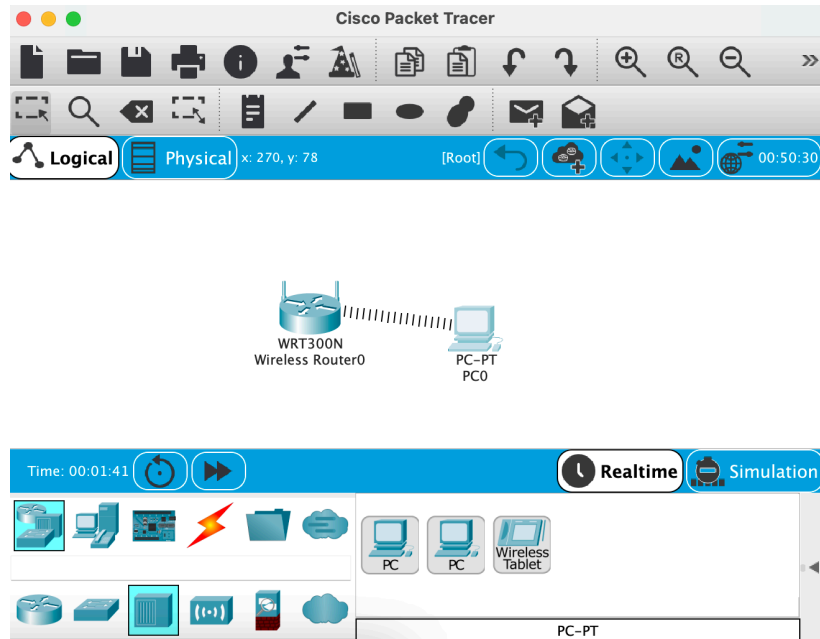 Cisco Packet Tracer
Logical Physical x: 270, y: 78 [Root] 00:50:30
WRT300N
Wireless Router0
PC-PT
PC0
Time: 00:01:41 Realtime Simulation
PC PC Wireless Tablet
PC-PT